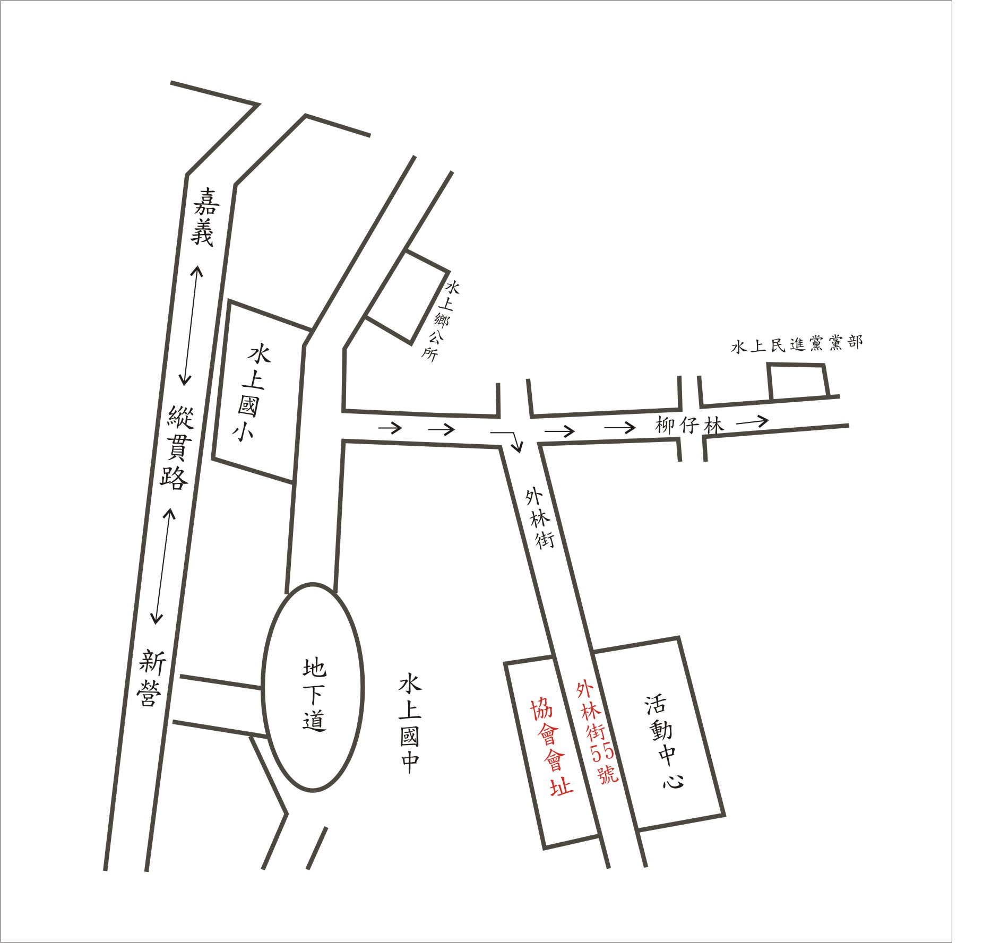 嘉義
縱貫路
新營
水上國小
水上鄉公所
水上民進黨黨部
柳仔林
外林街
地下道
水上國中
協會會址
外林街55號
活動中心